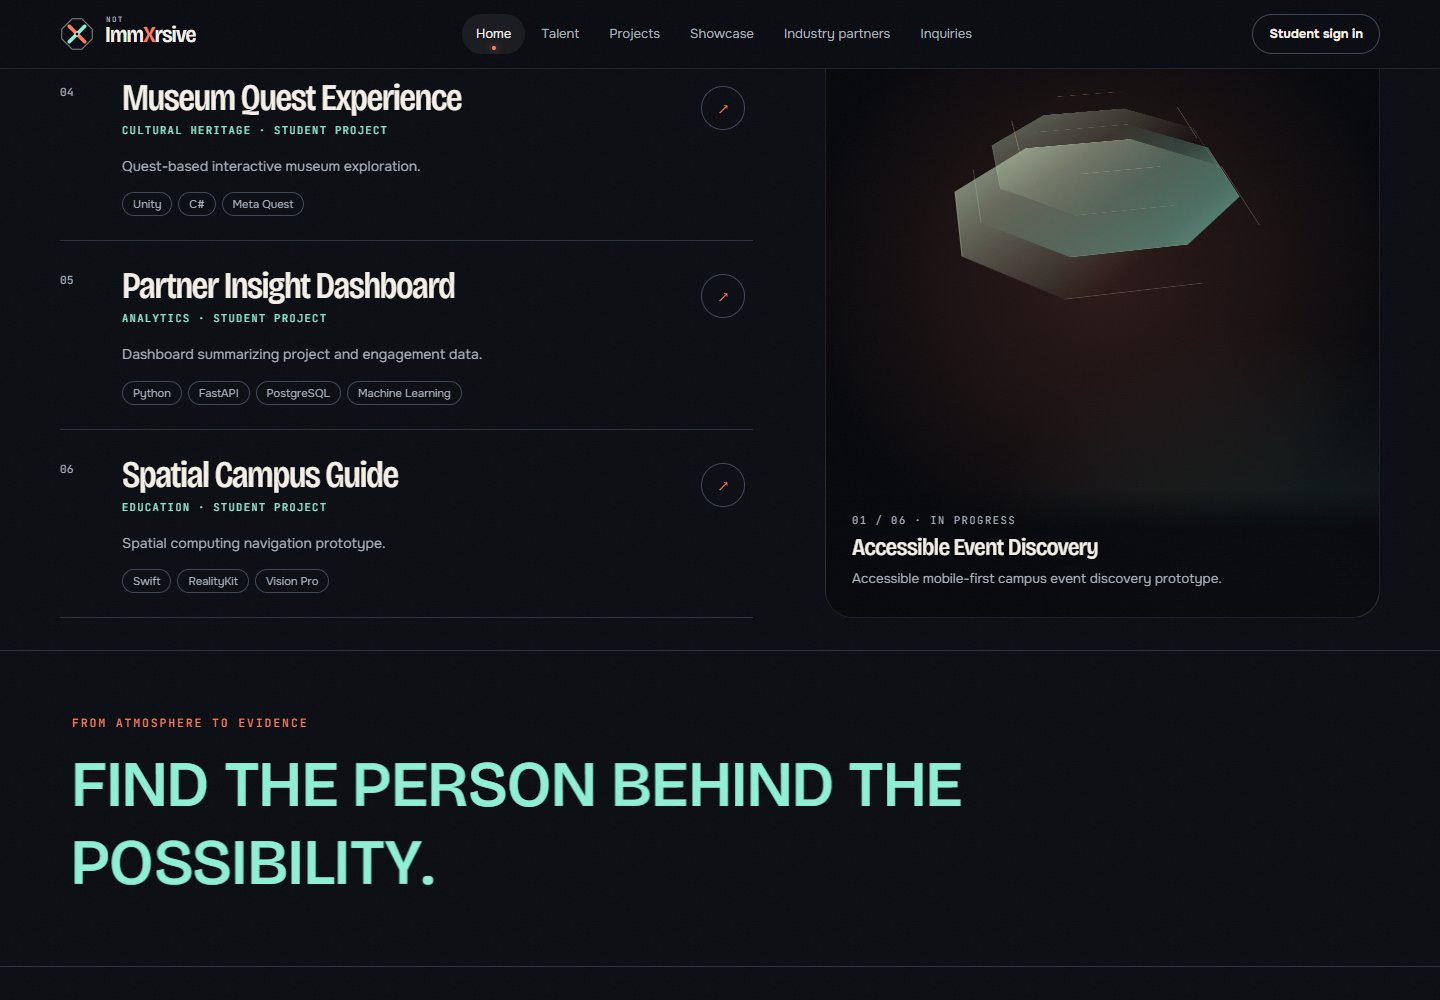 NOT
ImmXrsive
Home
Talent
Projects
Showcase
Industry partners
Inquiries
Student sign in
04
Museum Quest Experience
CULTURAL HERITAGE · STUDENT PROJECT
Quest-based interactive museum exploration.
Unity
C#
Meta Quest
05
Partner Insight Dashboard
ANALYTICS · STUDENT PROJECT
Dashboard summarizing project and engagement data.
Python
FastAPI
PostgreSQL
Machine Learning
06
Spatial Campus Guide
EDUCATION · STUDENT PROJECT
Spatial computing navigation prototype.
Swift
RealityKit
Vision Pro
01 / 06 · IN PROGRESS
Accessible Event Discovery
Accessible mobile-first campus event discovery prototype.
FROM ATMOSPHERE TO EVIDENCE
FIND THE PERSON BEHIND THE
POSSIBILITY.